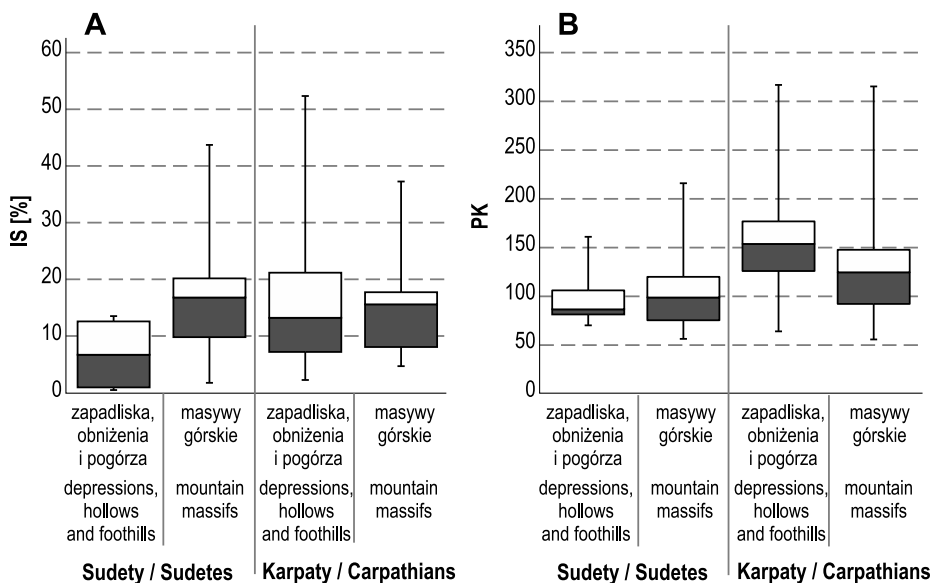 A
IS [%]
60
50
40
30
20
10
0
zapadliska,
obniżenia
i pogórza
masywy
górskie
zapadliska,
obniżenia
i pogórza
masywy
górskie
depressions,
hollows
and foothills
mountain
massifs
depressions,
hollows
and foothills
mountain
massifs
Sudety / Sudetes
Karpaty / Carpathians
B
PK
350
300
250
200
150
100
50
0
zapadliska,
obniżenia
i pogórza
masywy
górskie
zapadliska,
obniżenia
i pogórza
masywy
górskie
depressions,
hollows
and foothills
mountain
massifs
depressions,
hollows
and foothills
mountain
massifs
Sudety / Sudetes
Karpaty / Carpathians